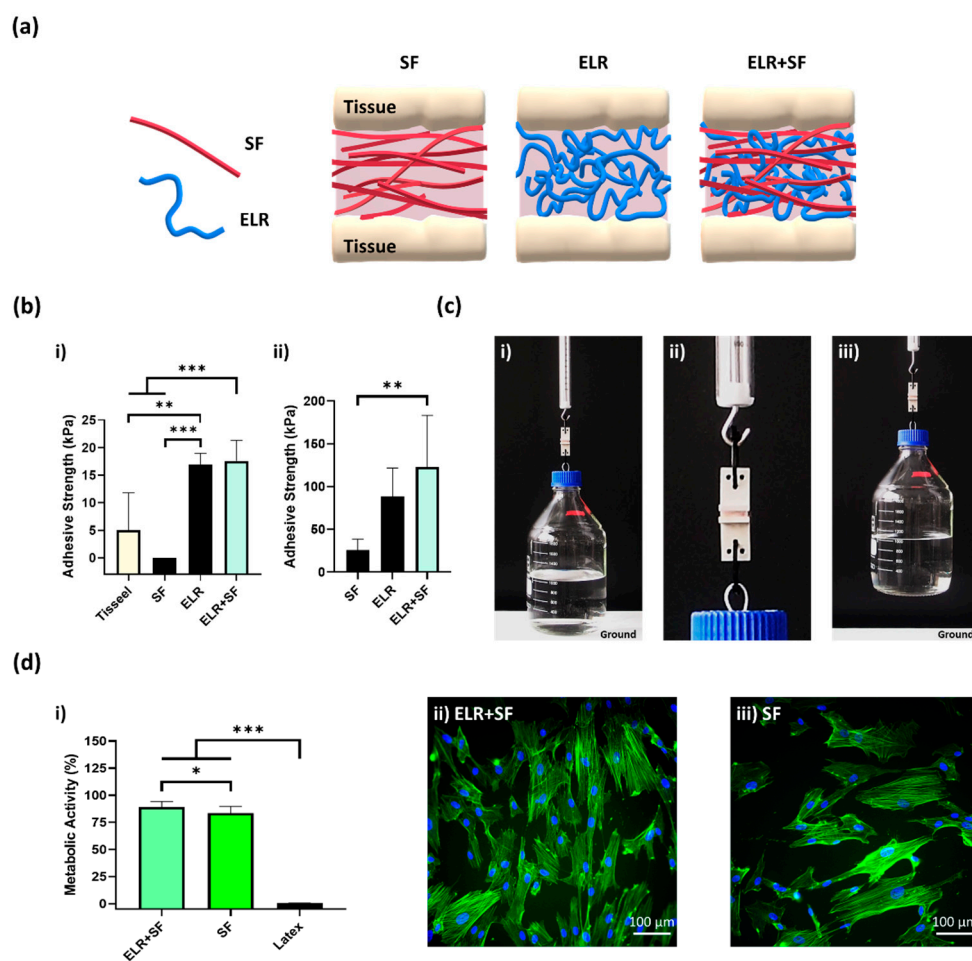 (a)
SF
ELR
SF
ELR
ELR+SF
Tissue
Tissue
(b)
i)
***
**
***
Adhesive Strength (kPa)
25
20
15
10
5
0
Tisseel
SF
ELR
ELR+SF
ii)
**
Adhesive Strength (kPa)
200
150
100
50
0
SF
ELR
ELR+SF
(c)
i)
Ground
ii)
iii)
Ground
(d)
i)
***
*
Metabolic Activity (%)
150
125
100
75
50
25
0
ELR+SF
SF
Latex
ii) ELR+SF
100 µm
iii) SF
100 µm